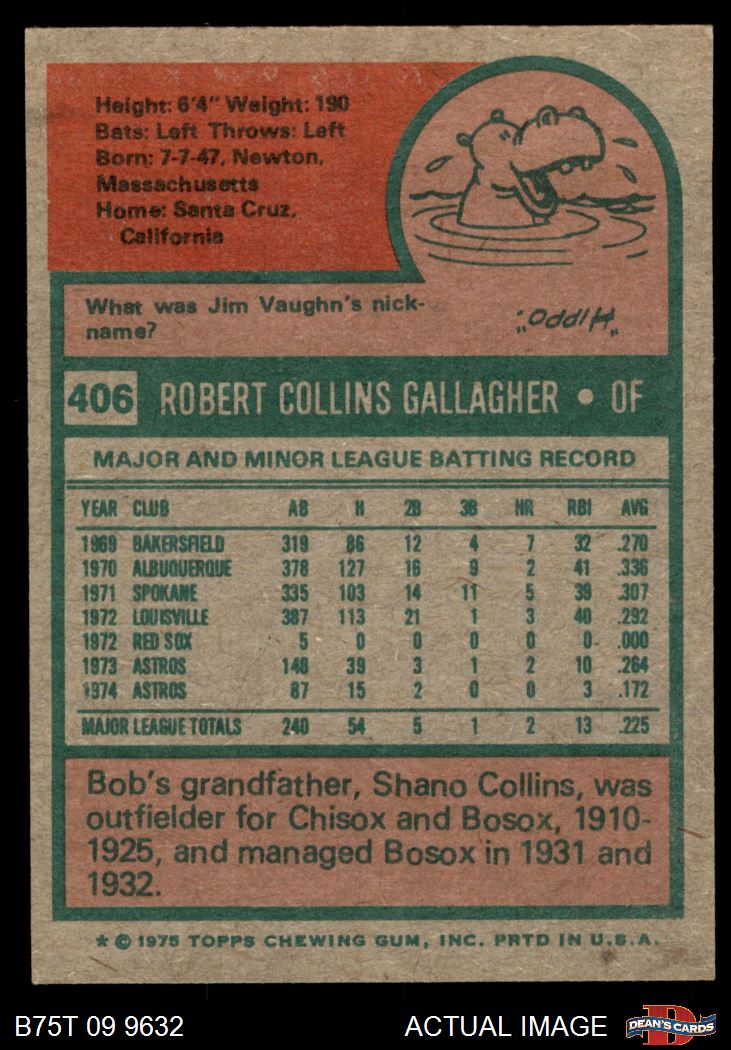 Height: 6'4" Weight: 190
Bats: Left Throws: Left
Born: 7-7-47, Newton,
Massachusetts
Home: Santa Cruz,
California
What was Jim Vaughn's nick-
name?
"Hippo."
406 ROBERT COLLINS GALLAGHER • OF
MAJOR AND MINOR LEAGUE BATTING RECORD
YEAR CLUB AB H 2B 3B HR RBI AVG
1969 BAKERSFIELD 319 86 12 4 7 32 .270
1970 ALBUQUERQUE 378 127 16 9 2 41 .336
1971 SPOKANE 335 103 14 11 5 39 .307
1972 LOUISVILLE 387 113 21 1 3 40 .292
1972 RED SOX 5 0 0 0 0 0 .000
1973 ASTROS 148 39 3 1 2 10 .264
1974 ASTROS 87 15 2 0 0 3 .172
MAJOR LEAGUE TOTALS 240 54 5 1 2 13 .225
Bob's grandfather, Shano Collins, was
outfielder for Chisox and Bosox, 1910-
1925, and managed Bosox in 1931 and
1932.
* © 1975 TOPPS CHEWING GUM, INC. PRTD IN U.S.A.
B75T 09 9632 ACTUAL IMAGE DEAN'S CARDS